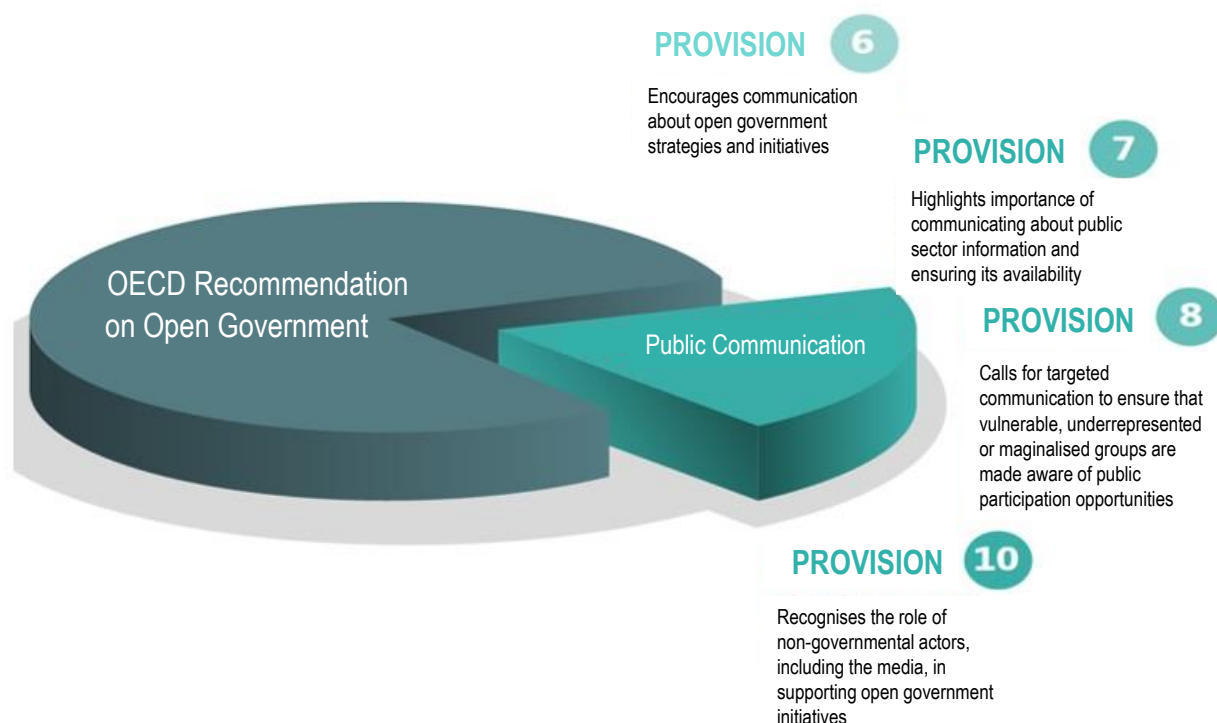 PROVISION 6
Encourages communication
about open government
strategies and initiatives
PROVISION 7
Highlights importance of
communicating about public
sector information and
ensuring its availability
OECD Recommendation
on Open Government
Public Communication
PROVISION 8
Calls for targeted
communication to ensure that
vulnerable, underrepresented
or maginalised groups are
made aware of public
participation opportunities
PROVISION 10
Recognises the role of
non-governmental actors,
including the media, in
supporting open government
initiatives